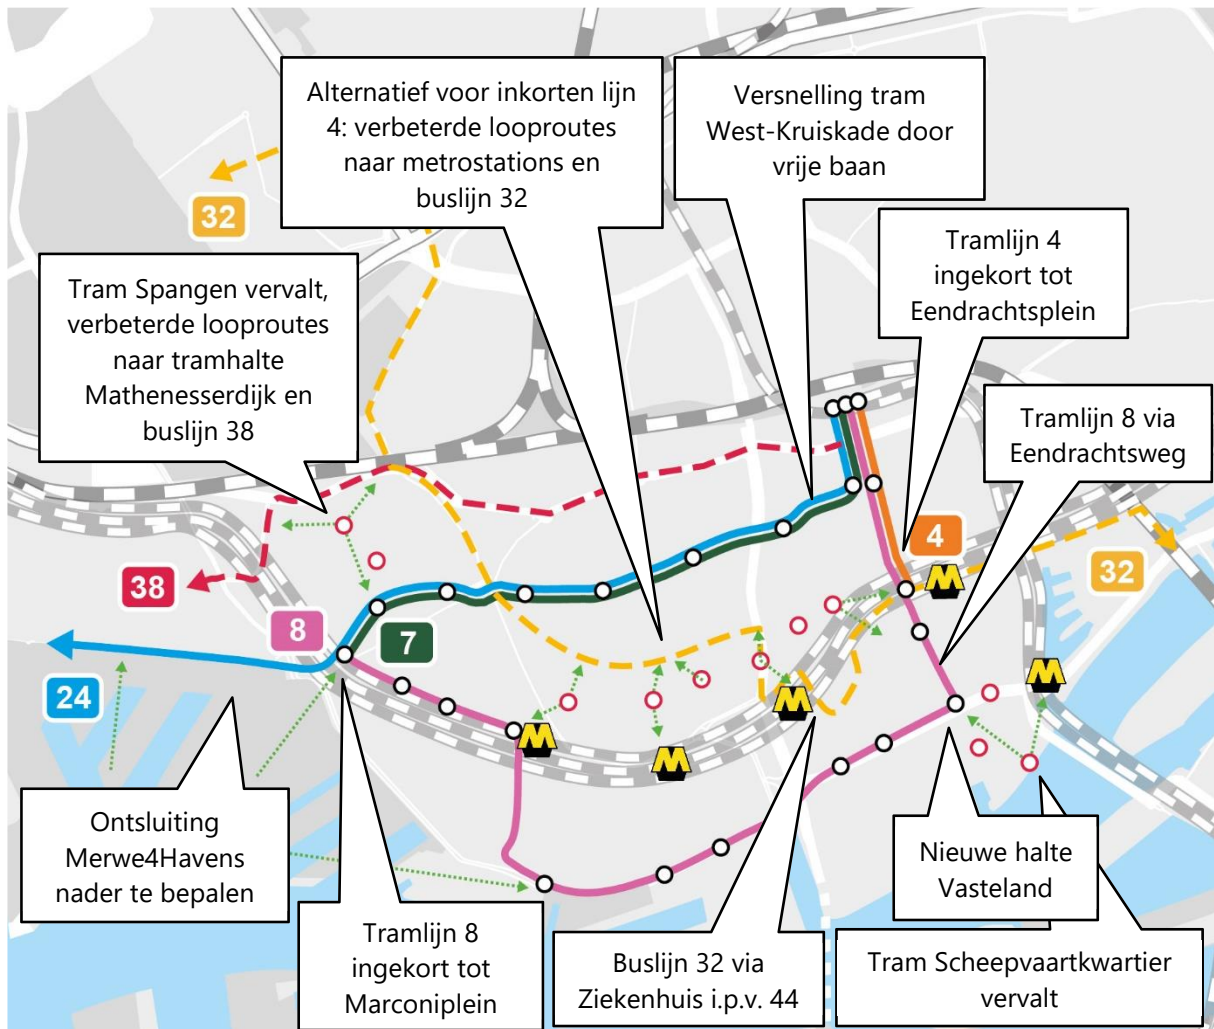 Alternatief voor inkorten lijn
4: verbeterde looproutes
naar metrostations en
buslijn 32
Versnelling tram
West-Kruiskade door
vrije baan
32
Tramlijn 4
ingekort tot
Eendrachtsplein
Tram Spangen vervalt,
verbeterde looproutes
naar tramhalte
Mathenesserdijk en
buslijn 38
Tramlijn 8 via
Eendrachtsweg
4
32
38
8
7
24
M
M
M
M
M
Ontsluiting
Merwe4Havens
nader te bepalen
Nieuwe halte
Vasteland
Tramlijn 8
ingekort tot
Marconiplein
Buslijn 32 via
Ziekenhuis i.p.v. 44
Tram Scheepvaartkwartier
vervalt